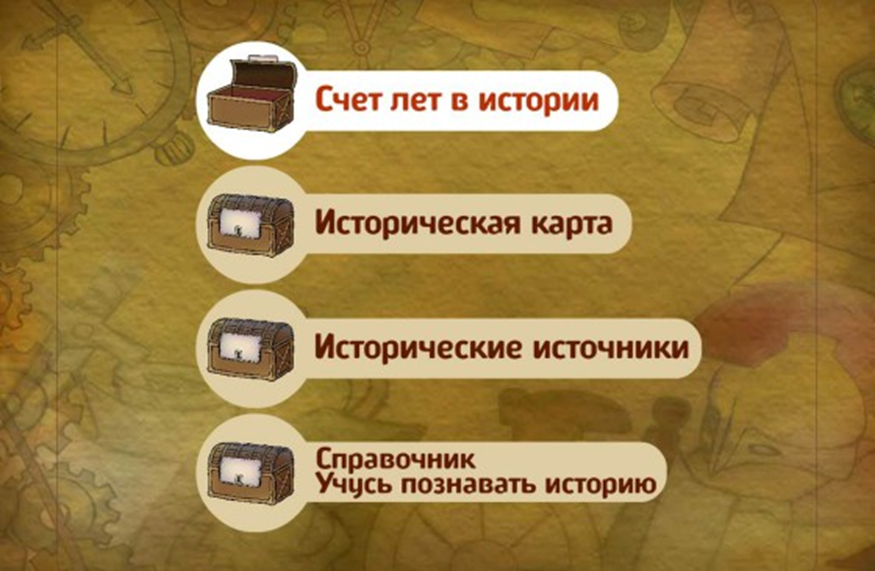 Счет лет в истории
Историческая карта
Исторические источники
Справочник
Учусь познавать историю